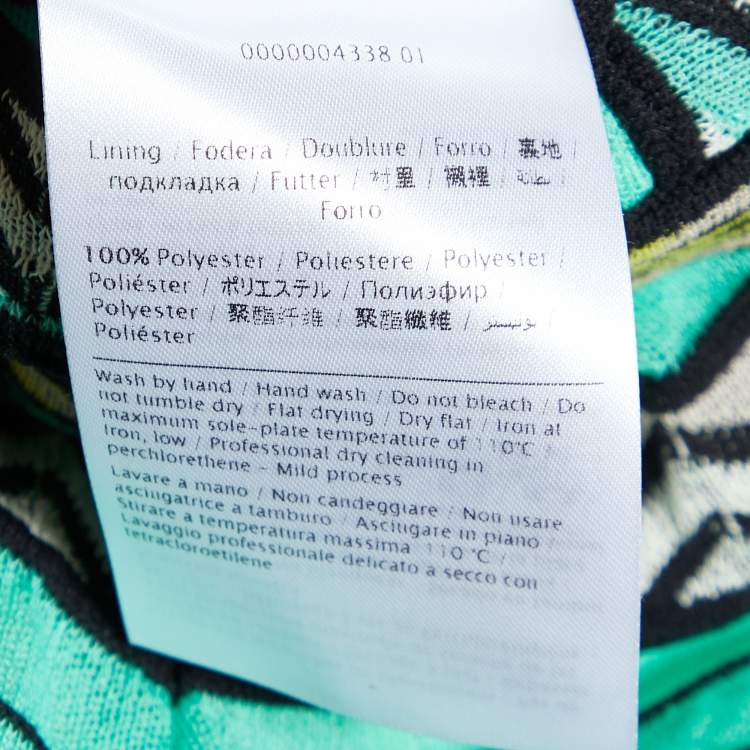 0000004338 01
Lining / Fodera / Doublure / Forro / 裏地 /
подкладка / Futter / 衬里 / 襯裡 / بطانة /
Forro
100% Polyester / Poliestere / Polyester /
Poliéster / ポリエステル / Полиэфир /
Polyester / 聚酯纤维 / 聚酯纖維 / بوليستر /
Poliéster
Wash by hand / Hand wash / Do not bleach / Do
not tumble dry / Flat drying / Dry flat / Iron at
maximum sole-plate temperature of 110°C /
Iron, low / Professional dry cleaning in
perchlorethene - Mild process
Lavare a mano / Non candeggiare / Non usare
asciugatrice a tamburo / Asciugare in piano /
Stirare a temperatura massima 110 °C /
Lavaggio professionale delicato a secco con
tetracloroetilene